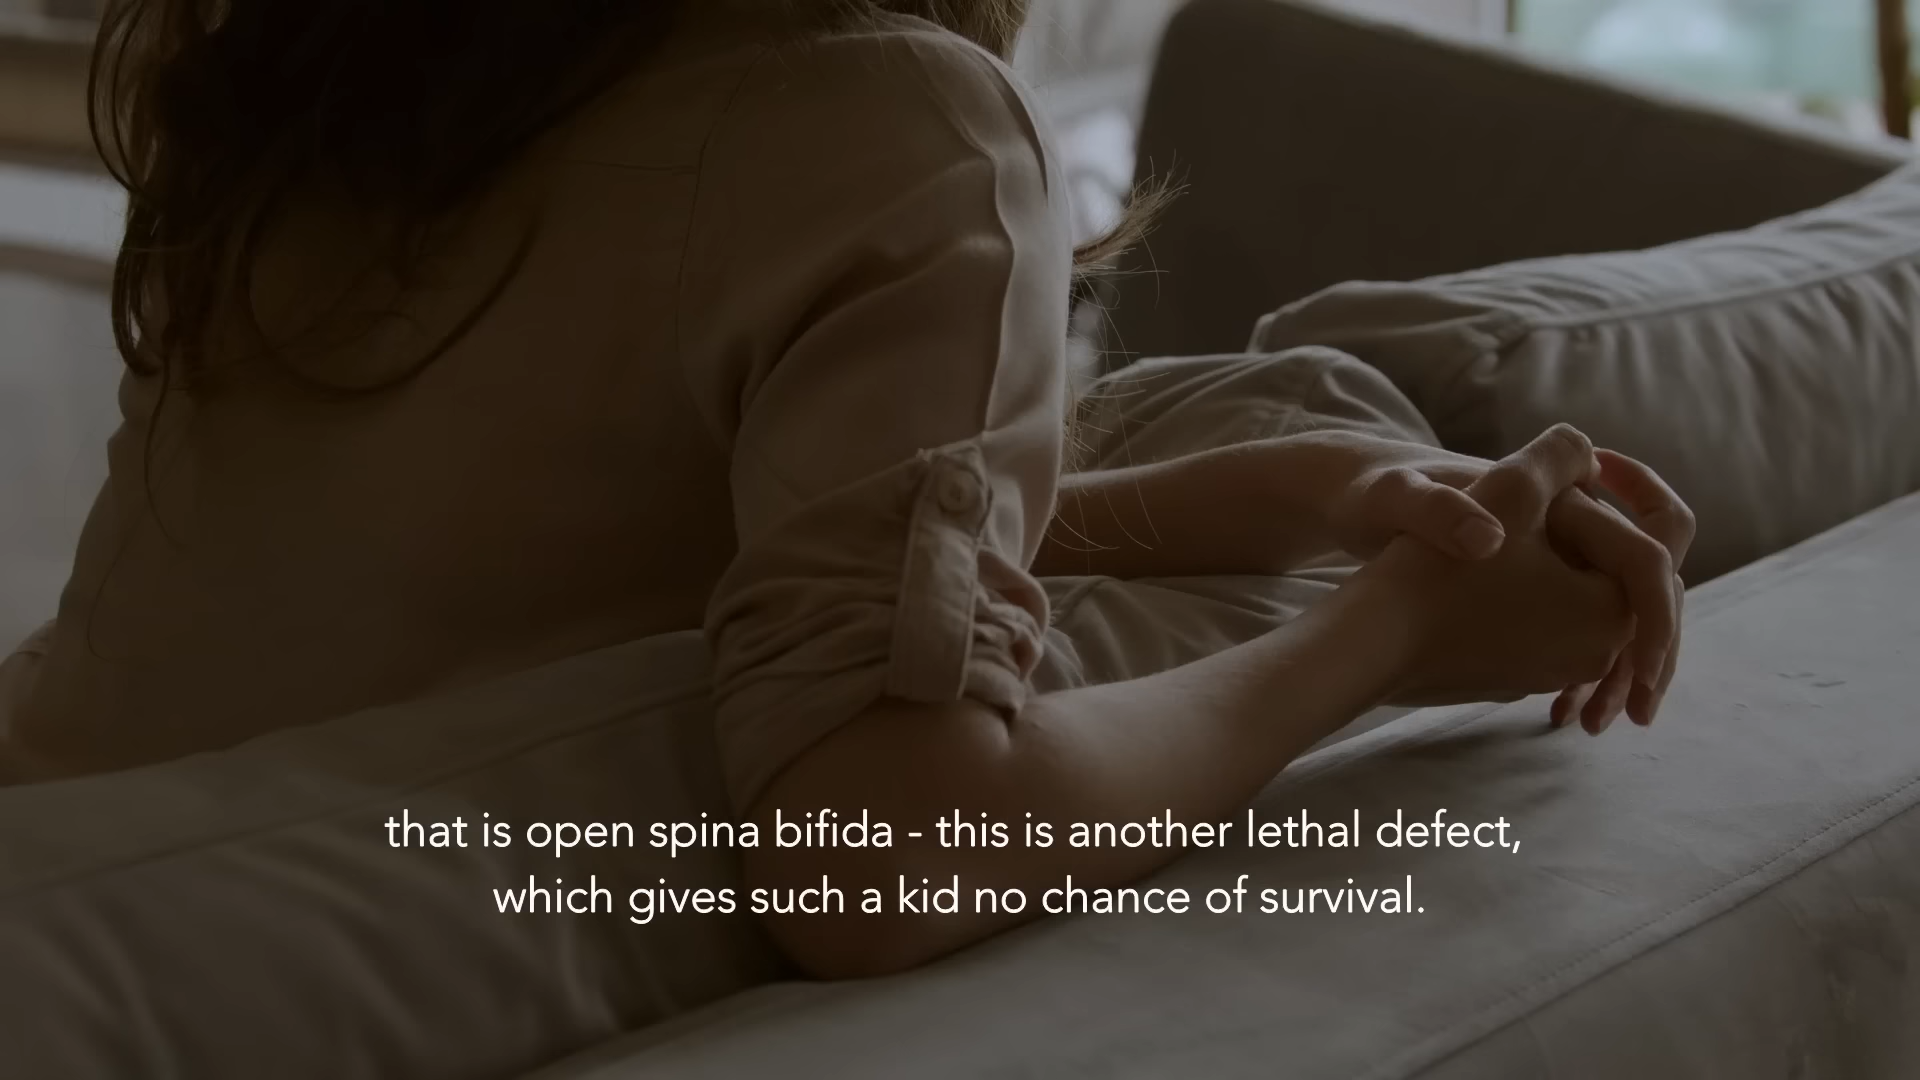 that is open spina bifida - this is another lethal defect,
which gives such a kid no chance of survival.